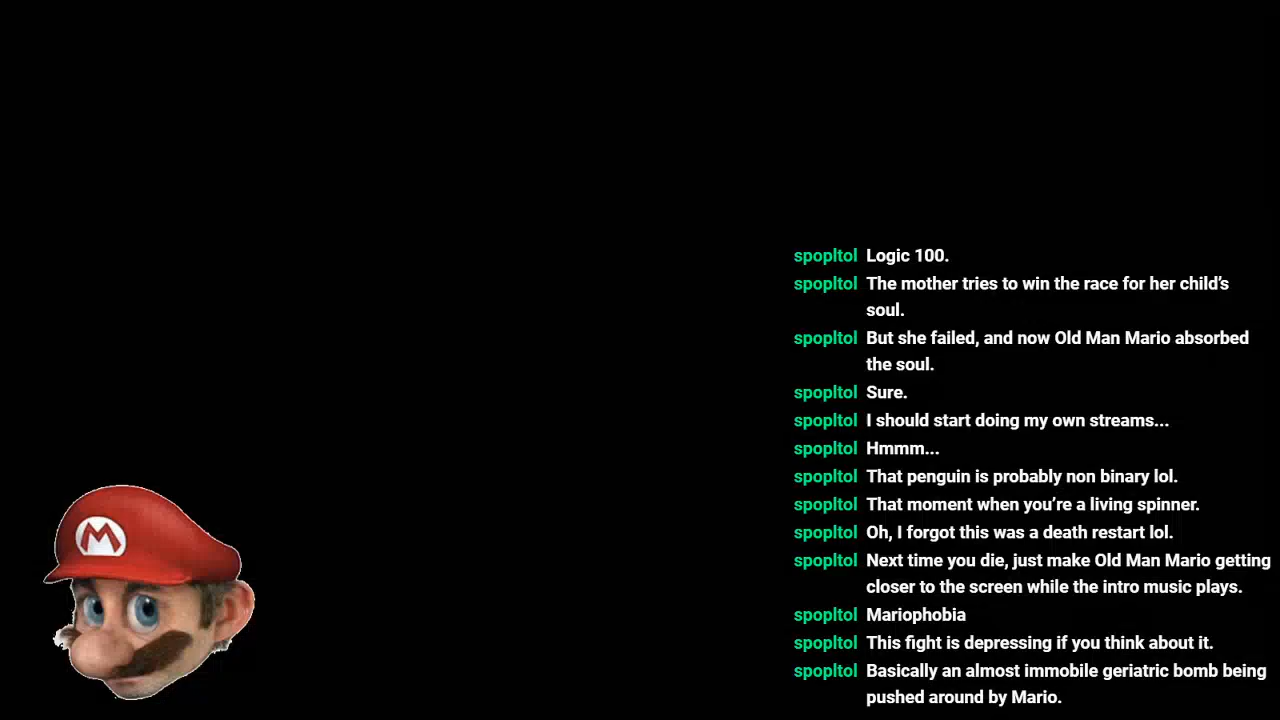 spopltol Logic 100.
spopltol The mother tries to win the race for her child’s
soul.
spopltol But she failed, and now Old Man Mario absorbed
the soul.
spopltol Sure.
spopltol I should start doing my own streams...
spopltol Hmmm...
spopltol That penguin is probably non binary lol.
spopltol That moment when you’re a living spinner.
spopltol Oh, I forgot this was a death restart lol.
spopltol Next time you die, just make Old Man Mario getting
closer to the screen while the intro music plays.
spopltol Mariophobia
spopltol This fight is depressing if you think about it.
spopltol Basically an almost immobile geriatric bomb being
pushed around by Mario.
M